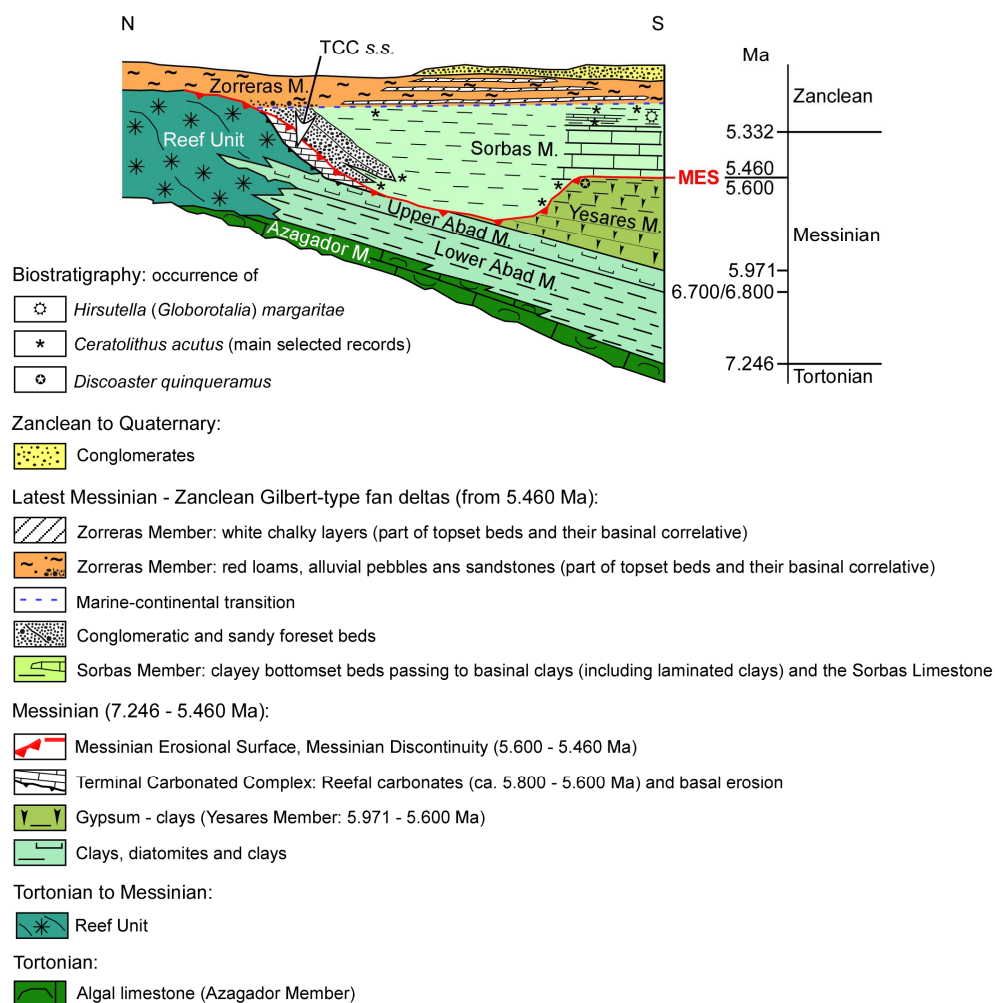 N
S
TCC s.s.
Ma
Zorreras M.
Zanclean
Reef Unit
Sorbas M.
5.332
5.460
MES
5.600
Yesares M.
Upper Abad M.
Azagador M.
Lower Abad M.
Messinian
5.971
6.700/6.800
7.246
Tortonian
Biostratigraphy: occurrence of
Hirsutella (Globorotalia) margaritae
Ceratolithus acutus (main selected records)
Discoaster quinqueramus
Zanclean to Quaternary:
Conglomerates
Latest Messinian - Zanclean Gilbert-type fan deltas (from 5.460 Ma):
Zorreras Member: white chalky layers (part of topset beds and their basinal correlative)
Zorreras Member: red loams, alluvial pebbles ans sandstones (part of topset beds and their basinal correlative)
Marine-continental transition
Conglomeratic and sandy foreset beds
Sorbas Member: clayey bottomset beds passing to basinal clays (including laminated clays) and the Sorbas Limestone
Messinian (7.246 - 5.460 Ma):
Messinian Erosional Surface, Messinian Discontinuity (5.600 - 5.460 Ma)
Terminal Carbonated Complex: Reefal carbonates (ca. 5.800 - 5.600 Ma) and basal erosion
Gypsum - clays (Yesares Member: 5.971 - 5.600 Ma)
Clays, diatomites and clays
Tortonian to Messinian:
Reef Unit
Tortonian:
Algal limestone (Azagador Member)